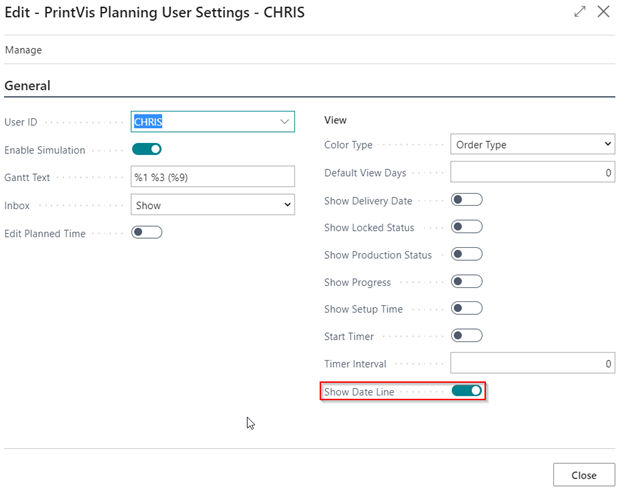 Edit - PrintVis Planning User Settings - CHRIS
Manage
General
User ID
CHRIS
Enable Simulation
Gantt Text
%1 %3 (%9)
Inbox
Show
Edit Planned Time
View
Color Type
Order Type
Default View Days
0
Show Delivery Date
Show Locked Status
Show Production Status
Show Progress
Show Setup Time
Start Timer
Timer Interval
0
Show Date Line
Close